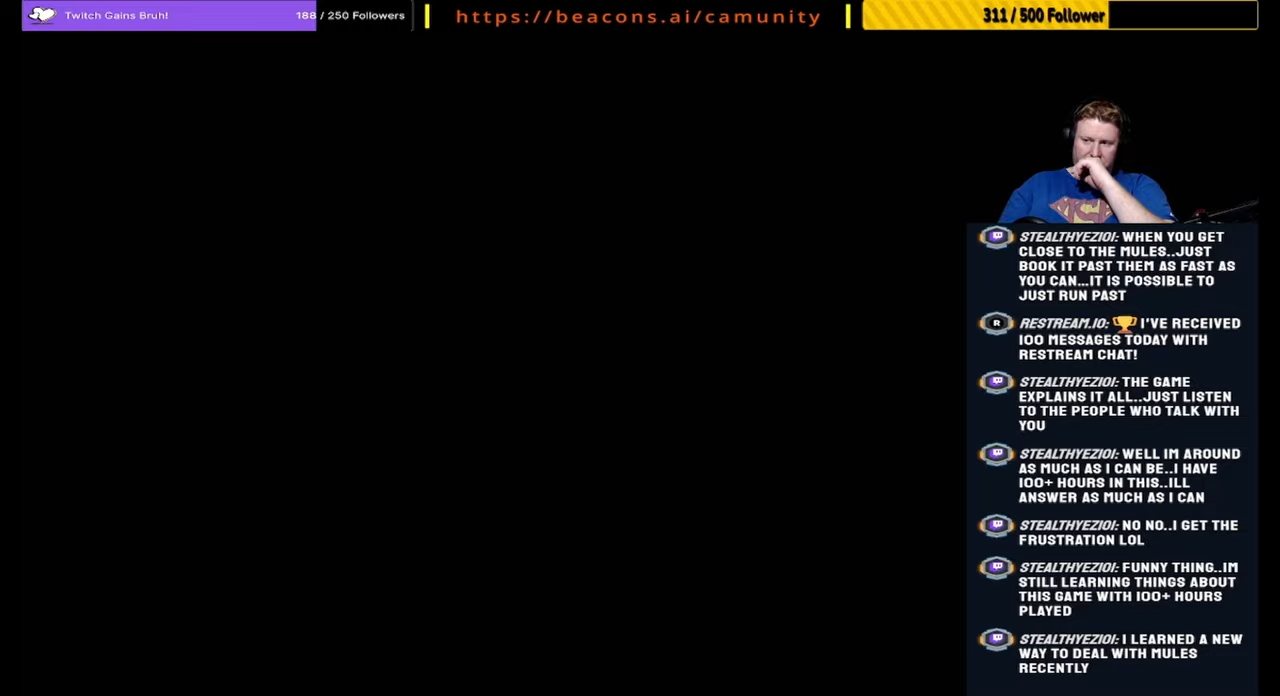 Twitch Gains Bruh! 188 / 250 Followers
https://beacons.ai/camunity
311 / 500 Follower
STEALTHYEZIO1: WHEN YOU GET
CLOSE TO THE MULES..JUST
BOOK IT PAST THEM AS FAST AS
YOU CAN...IT IS POSSIBLE TO
JUST RUN PAST
RESTREAM.IO: 🏆 I'VE RECEIVED
100 MESSAGES TODAY WITH
RESTREAM CHAT!
STEALTHYEZIO1: THE GAME
EXPLAINS IT ALL..JUST LISTEN
TO THE PEOPLE WHO TALK WITH
YOU
STEALTHYEZIO1: WELL IM AROUND
AS MUCH AS I CAN BE..I HAVE
100+ HOURS IN THIS..ILL
ANSWER AS MUCH AS I CAN
STEALTHYEZIO1: NO NO..I GET THE
FRUSTRATION LOL
STEALTHYEZIO1: FUNNY THING..IM
STILL LEARNING THINGS ABOUT
THIS GAME WITH 100+ HOURS
PLAYED
STEALTHYEZIO1: I LEARNED A NEW
WAY TO DEAL WITH MULES
RECENTLY